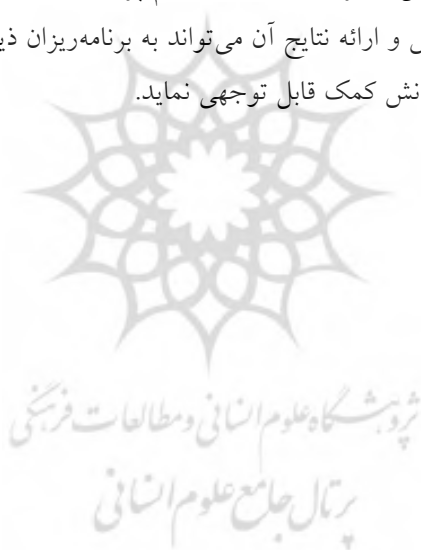 و ارائه نتایج آن می‌تواند به برنامه‌ریزان
کمک قابل توجهی نماید.
پژوهشگاه علوم انسانی و مطالعات فرهنگی
پرتال جامع علوم انسانی